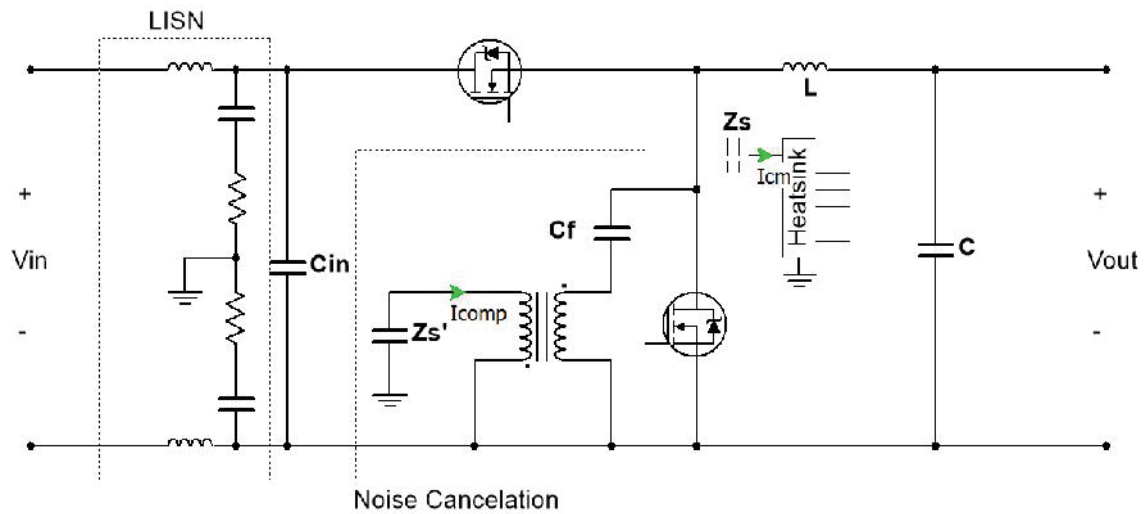 LISN
L
Zs
Icm
Heatsink
+
Vin
-
Cin
Cf
Icomp
Zs'
C
+
Vout
-
Noise Cancelation